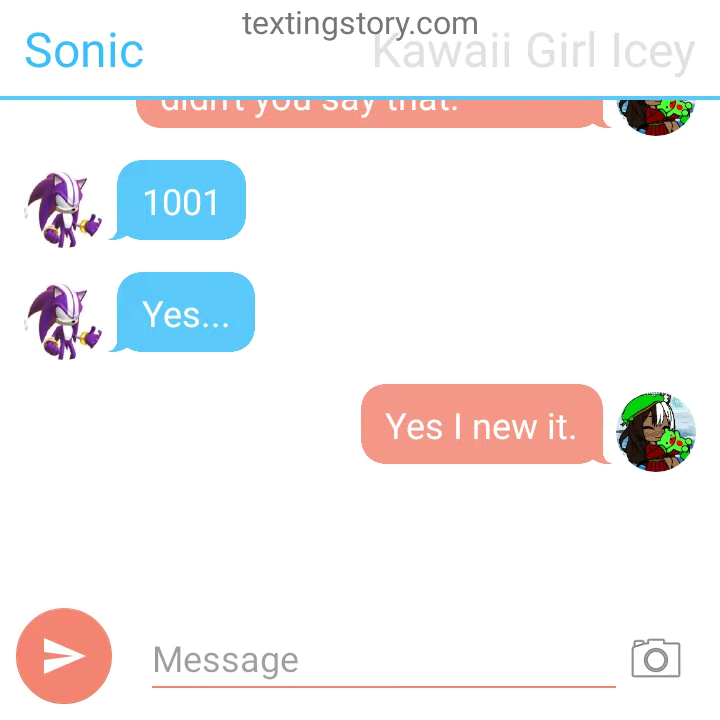 textingstory.com
Sonic Kawaii Girl Icey
didn't you say that.
1001
Yes...
Yes I new it.
Message